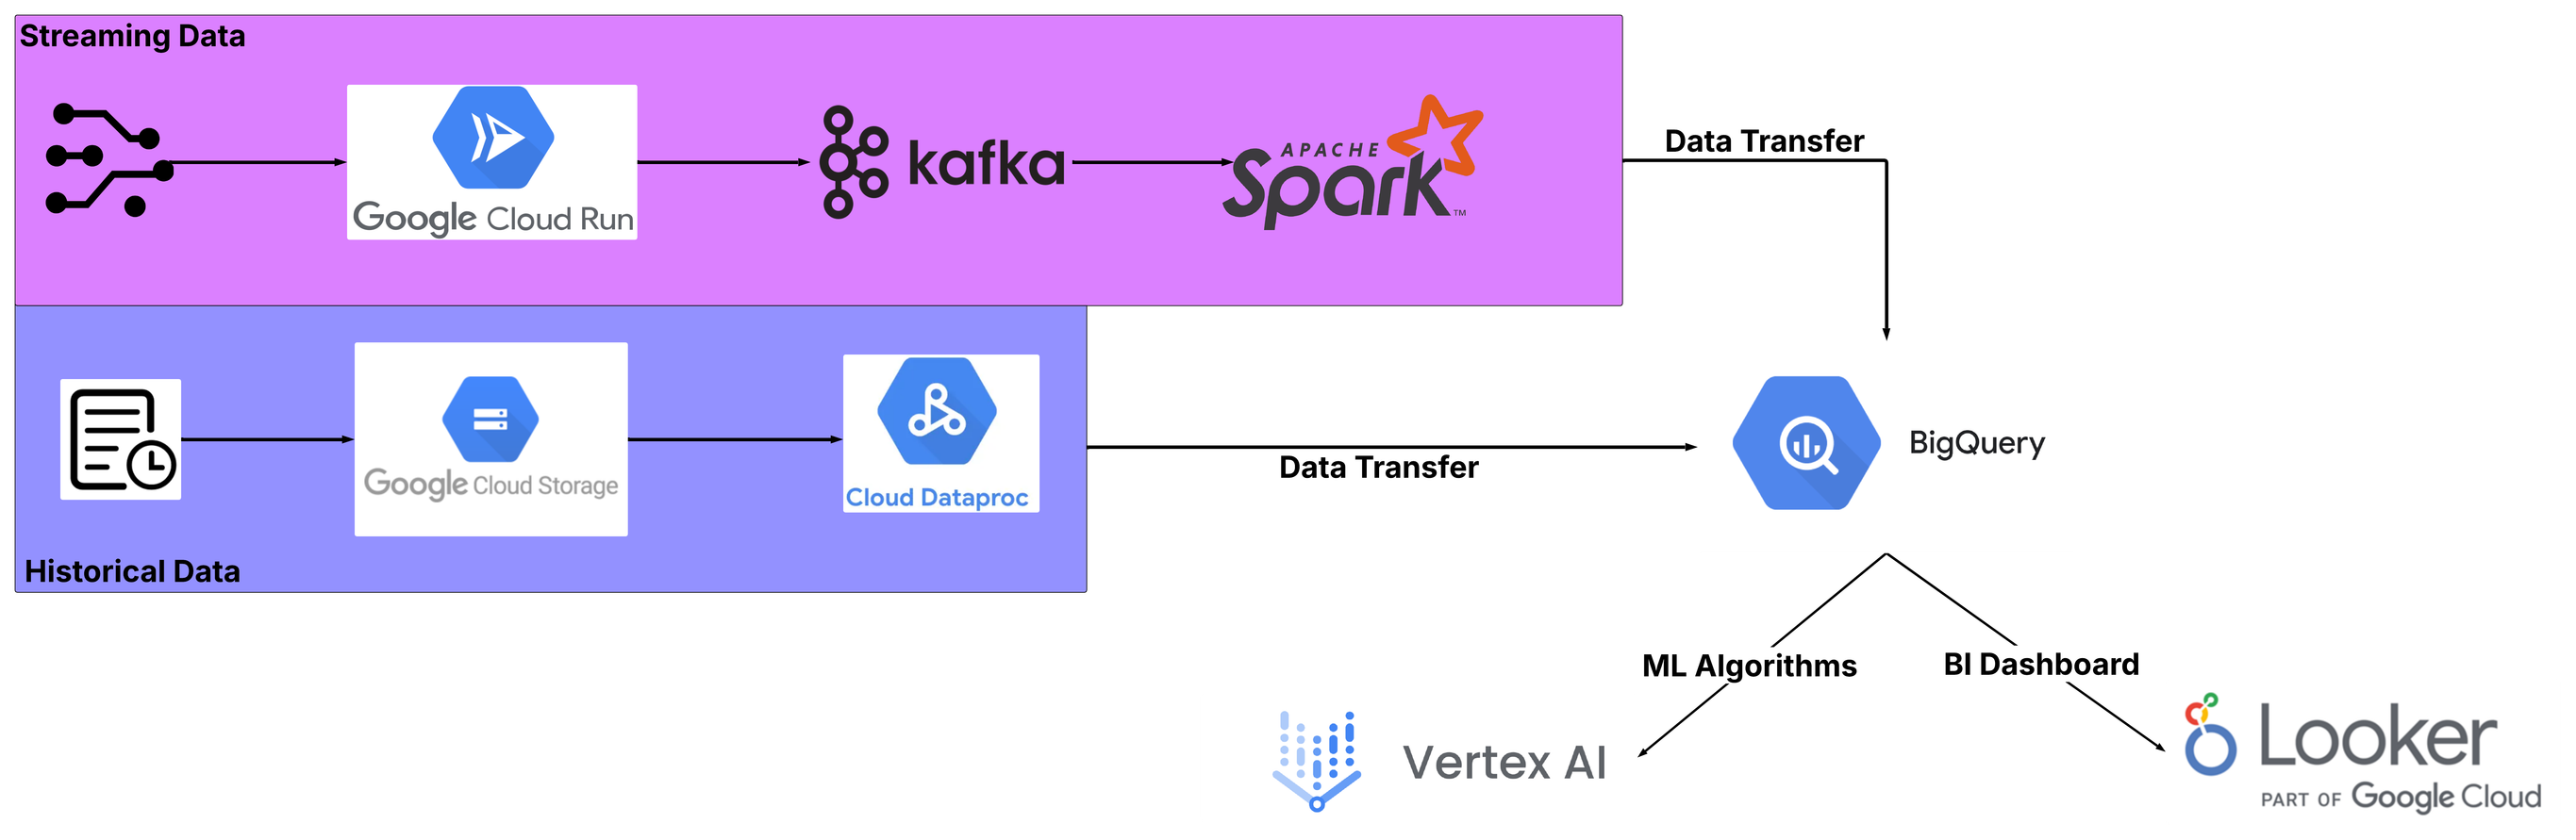 Streaming Data
Google Cloud Run
kafka
APACHE
Spark™
Data Transfer
Google Cloud Storage
Cloud Dataproc
Data Transfer
BigQuery
Historical Data
ML Algorithms
BI Dashboard
Vertex AI
Looker
PART OF Google Cloud